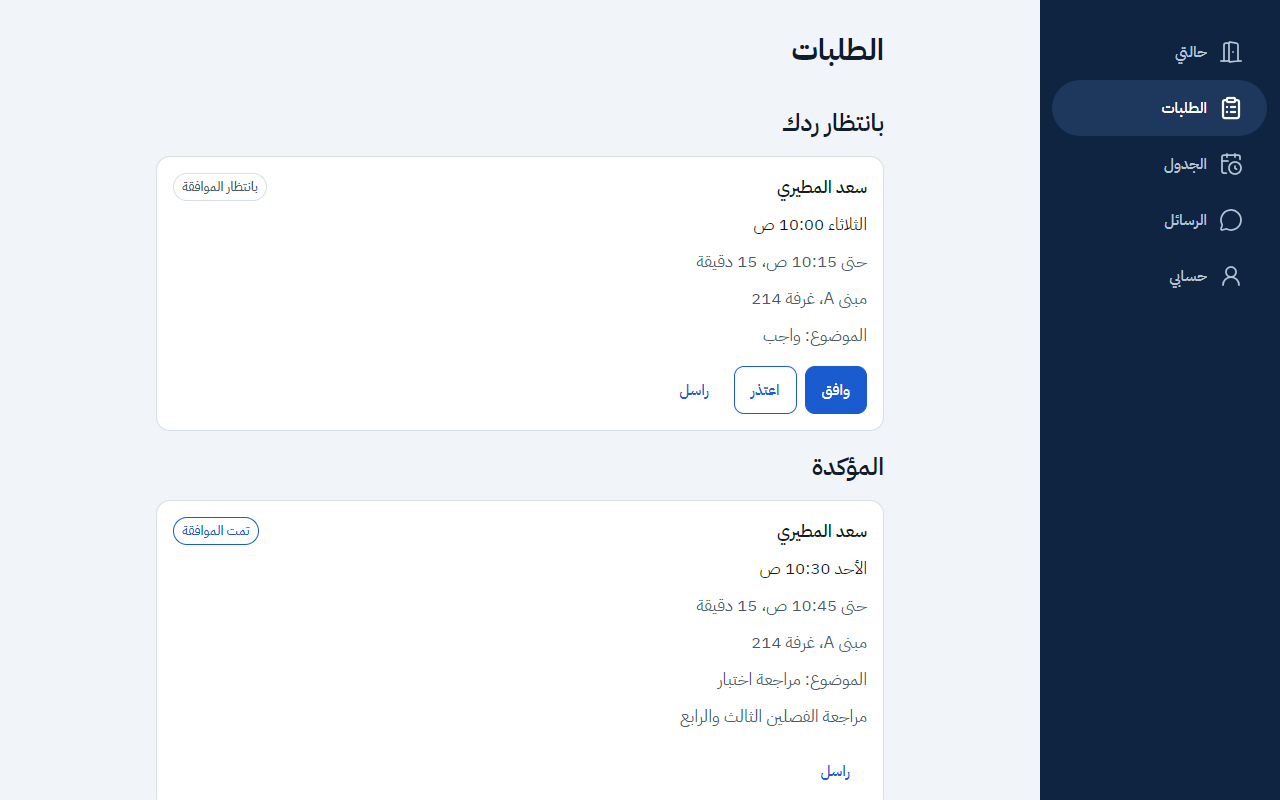 حالتي
الطلبات
الجدول
الرسائل
حسابي
الطلبات
بانتظار ردك
سعد المطيري
بانتظار الموافقة
الثلاثاء 10:00 ص
حتى 10:15 ص، 15 دقيقة
مبنى A، غرفة 214
الموضوع: واجب
وافق
اعتذر
راسل
المؤكدة
سعد المطيري
تمت الموافقة
الأحد 10:30 ص
حتى 10:45 ص، 15 دقيقة
مبنى A، غرفة 214
الموضوع: مراجعة اختبار
مراجعة الفصلين الثالث والرابع
راسل